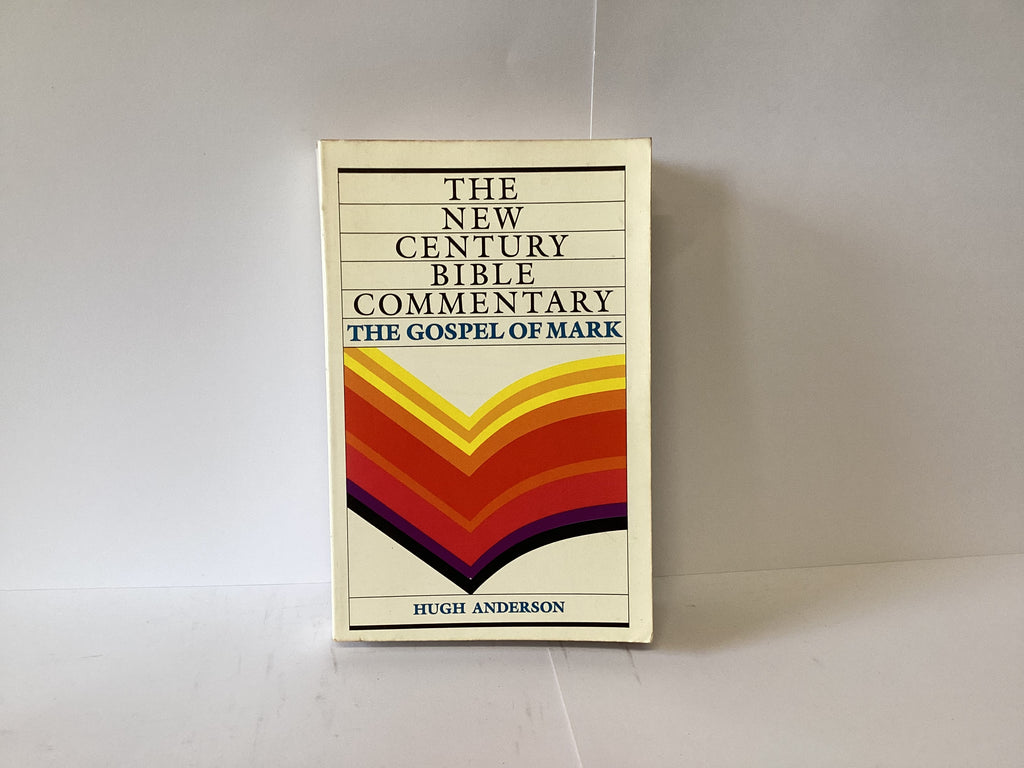 THE
NEW
CENTURY
BIBLE
COMMENTARY
THE GOSPEL OF MARK
HUGH ANDERSON